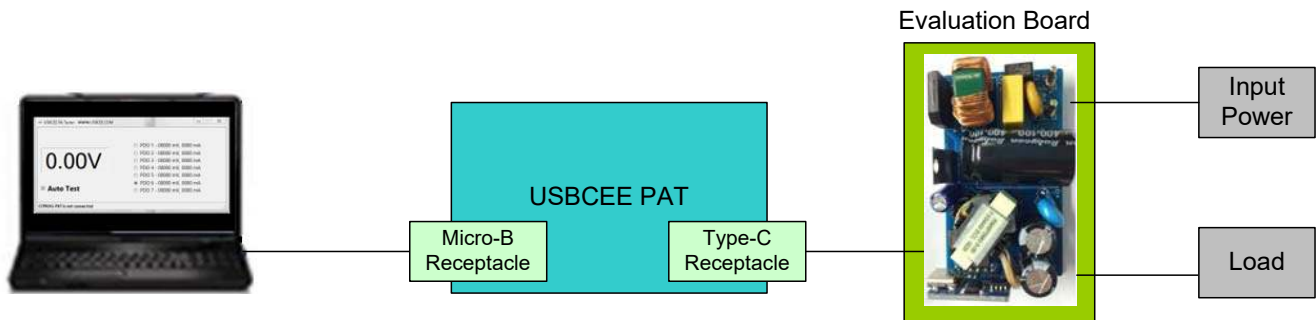 Evaluation Board
Input
Power
0.00V
Auto Test
USBCEE PAT
Micro-B
Receptacle
Type-C
Receptacle
Load